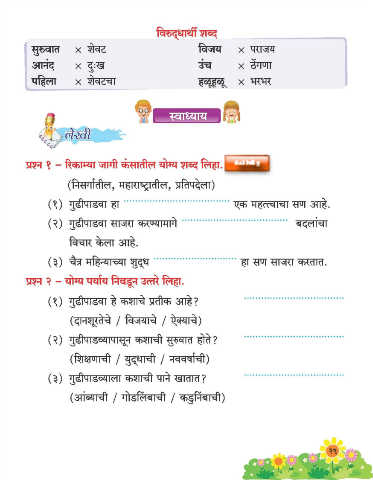 विरुद्धार्थी शब्द
सुरुवात × शेवट विजय × पराजय
आनंद × दुःख उंच × ठेंगणा
पहिला × शेवटचा हळूहळू × भरभर
स्वाध्याय
लेखी
प्रश्न १ – रिकाम्या जागी कंसातील योग्य शब्द लिहा.
(निसर्गातील, महाराष्ट्रातील, प्रतिपदेला)
(१) गुढीपाडवा हा .............................. एक महत्त्वाचा सण आहे.
(२) गुढीपाडवा साजरा करण्यामागे .............................. बदलांचा
विचार केला आहे.
(३) चैत्र महिन्याच्या शुद्ध .............................. हा सण साजरा करतात.
प्रश्न २ – योग्य पर्याय निवडून उत्तरे लिहा.
(१) गुढीपाडवा हे कशाचे प्रतीक आहे? ..............................
(दानशूरतेचे / विजयाचे / ऐक्याचे)
(२) गुढीपाडव्यापासून कशाची सुरुवात होते? ..............................
(शिक्षणाची / युद्धाची / नववर्षाची)
(३) गुढीपाडव्याला कशाची पाने खातात? ..............................
(आंब्याची / गोडलिंबाची / कडुनिंबाची)